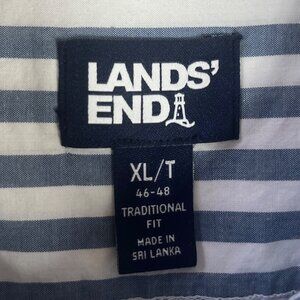 LANDS'
END
XL/T
46-48
TRADITIONAL
FIT
MADE IN
SRI LANKA